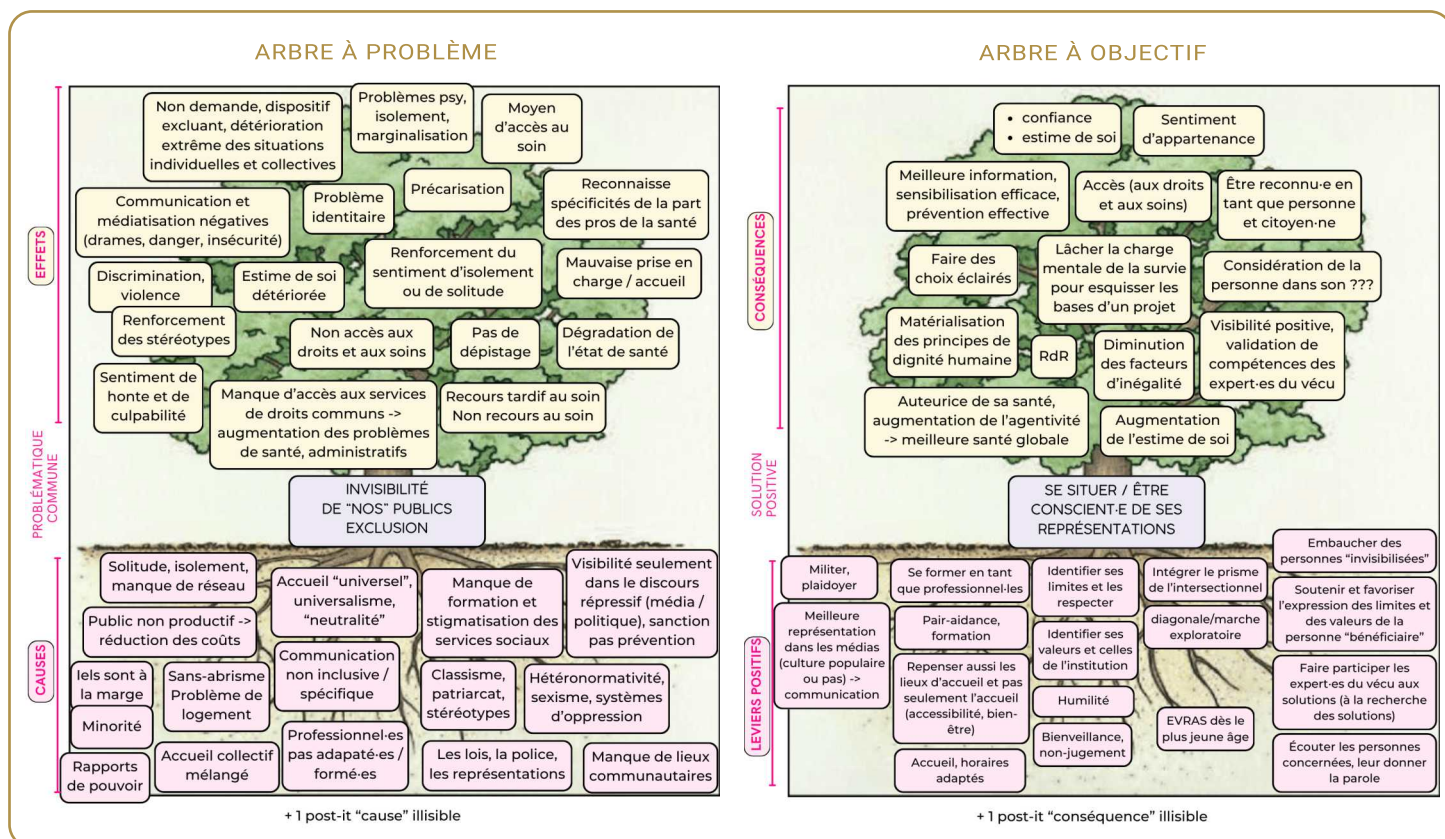 ARBRE À PROBLÈME
EFFETS
PROBLÉMATIQUE
COMMUNE
CAUSES
Non demande, dispositif
excluant, détérioration
extrême des situations
individuelles et collectives
Problèmes psy,
isolement,
marginalisation
Moyen
d'accès au
soin
Communication et
médiatisation négatives
(drames, danger, insécurité)
Problème
identitaire
Précarisation
Reconnaisse
spécificités de la part
des pros de la santé
Discrimination,
violence
Estime de soi
détériorée
Renforcement du
sentiment d'isolement
ou de solitude
Mauvaise prise en
charge / accueil
Renforcement
des stéréotypes
Non accès aux
droits et aux soins
Pas de
dépistage
Dégradation de
l'état de santé
Sentiment de
honte et de
culpabilité
Manque d'accès aux services
de droits communs ->
augmentation des problèmes
de santé, administratifs
Recours tardif au soin
Non recours au soin
INVISIBILITÉ
DE "NOS" PUBLICS
EXCLUSION
Solitude, isolement,
manque de réseau
Accueil "universel",
universalisme,
"neutralité"
Manque de
formation et
stigmatisation des
services sociaux
Visibilité seulement
dans le discours
répressif (média /
politique), sanction
pas prévention
Public non productif ->
réduction des coûts
Iels sont à
la marge
Sans-abrisme
Problème de
logement
Communication
non inclusive /
spécifique
Classisme,
patriarcat,
stéréotypes
Hétéronormativité,
sexisme, systèmes
d'oppression
Minorité
Rapports
de pouvoir
Accueil collectif
mélangé
Professionnel·es
pas adapaté·es /
formé·es
Les lois, la police,
les représentations
Manque de lieux
communautaires
+ 1 post-it "cause" illisible
ARBRE À OBJECTIF
CONSÉQUENCES
SOLUTION
POSITIVE
LEVIERS POSITIFS
• confiance
• estime de soi
Sentiment
d'appartenance
Meilleure information,
sensibilisation efficace,
prévention effective
Accès (aux droits
et aux soins)
Être reconnu·e en
tant que personne
et citoyen·ne
Faire des
choix éclairés
Lâcher la charge
mentale de la survie
pour esquisser les
bases d'un projet
Considération de la
personne dans son ???
Matérialisation
des principes de
dignité humaine
RdR
Diminution
des facteurs
d'inégalité
Visibilité positive,
validation de
compétences des
expert·es du vécu
Auteurice de sa santé,
augmentation de l'agentivité
-> meilleure santé globale
Augmentation
de l'estime de soi
SE SITUER / ÊTRE
CONSCIENT·E DE SES
REPRÉSENTATIONS
Militer,
plaidoyer
Se former en tant
que professionnel·les
Identifier ses
limites et les
respecter
Intégrer le prisme
de l'intersectionnel
Embaucher des
personnes "invisibilisées"
Meilleure
représentation
dans les médias
(culture populaire
ou pas) ->
communication
Pair-aidance,
formation
Identifier ses
valeurs et celles
de l'institution
diagonale/marche
exploratoire
Soutenir et favoriser
l'expression des limites et
des valeurs de la
personne "bénéficiaire"
Repenser aussi les
lieux d'accueil et pas
seulement l'accueil
(accessibilité, bien-
être)
Humilité
Faire participer les
expert·es du vécu aux
solutions (à la recherche
des solutions)
Accueil, horaires
adaptés
Bienveillance,
non-jugement
EVRAS dès le
plus jeune âge
Écouter les personnes
concernées, leur donner
la parole
+ 1 post-it "conséquence" illisible